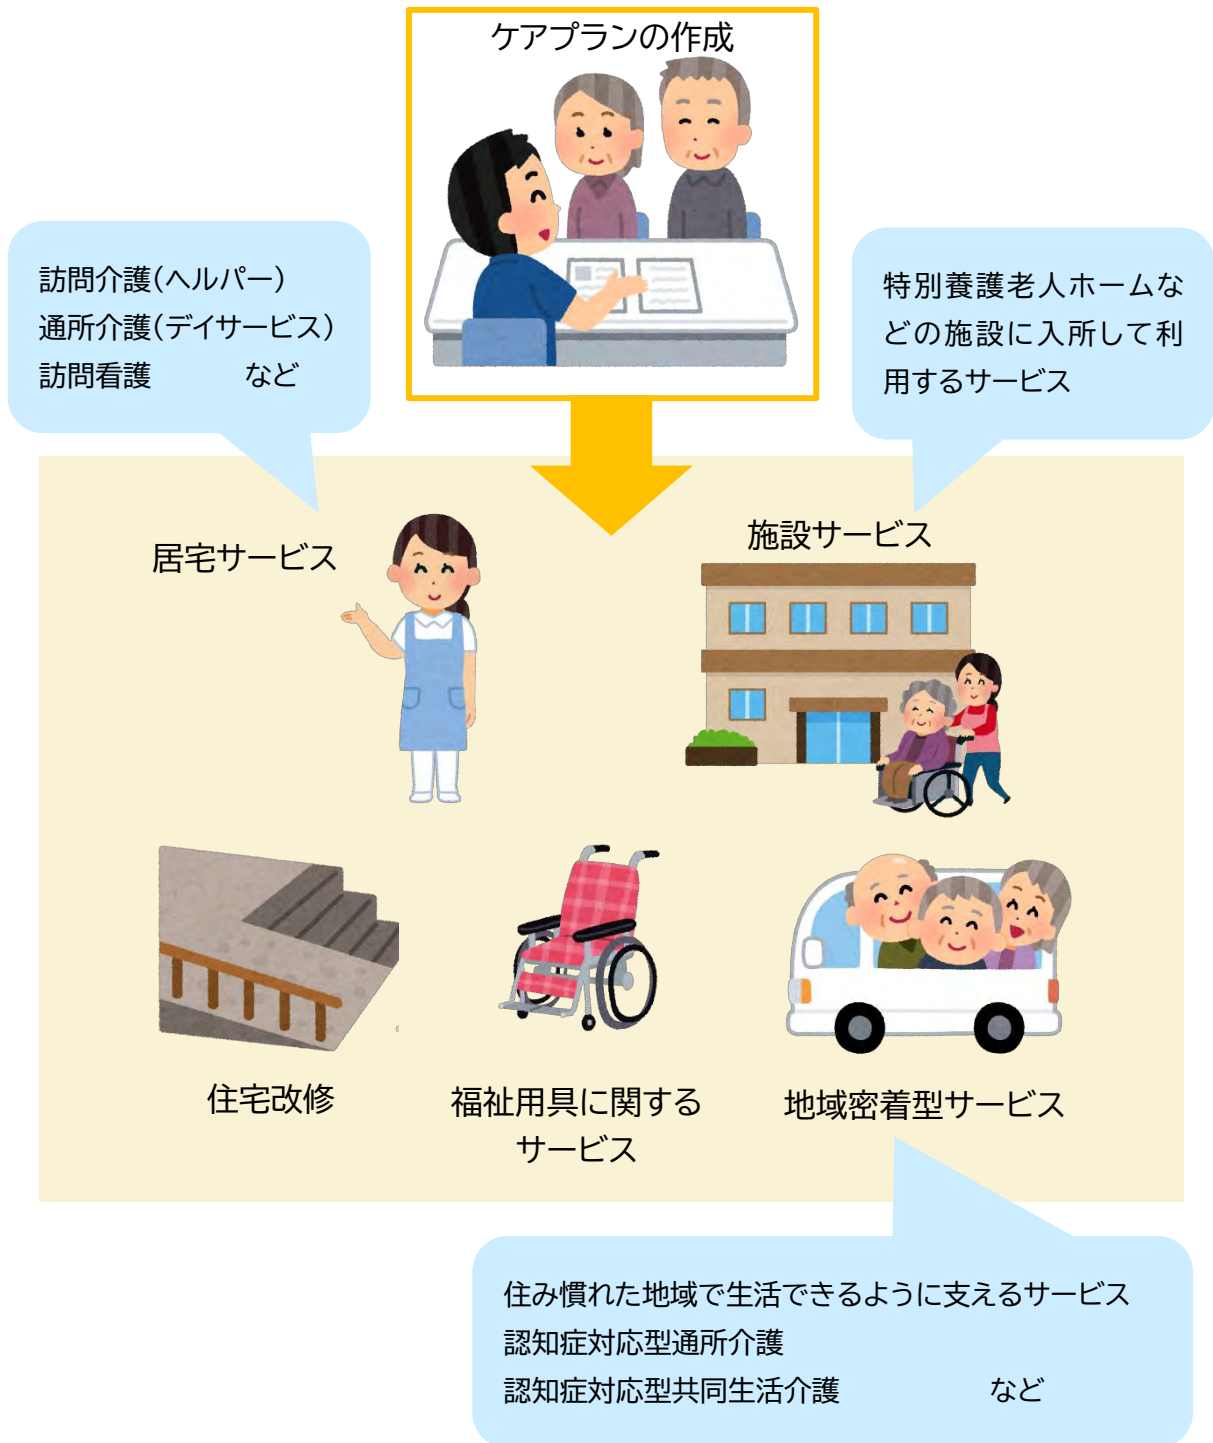 ケアプランの作成
訪問介護(ヘルパー)
通所介護(デイサービス)
訪問看護　　　など
特別養護老人ホームな
どの施設に入所して利
用するサービス
居宅サービス
施設サービス
住宅改修
福祉用具に関する
サービス
地域密着型サービス
住み慣れた地域で生活できるように支えるサービス
認知症対応型通所介護
認知症対応型共同生活介護　　　　　など